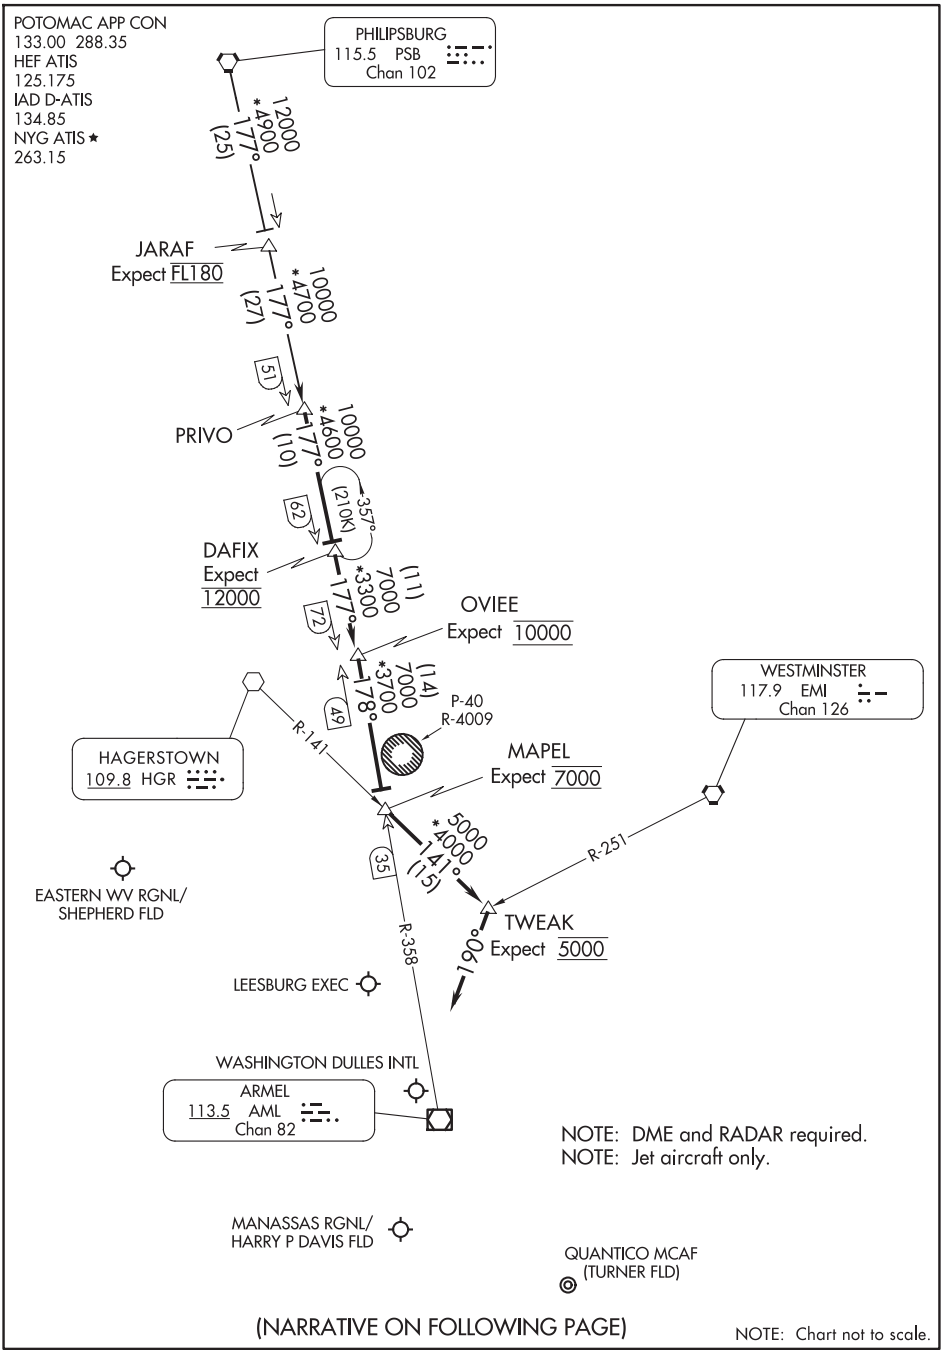 POTOMAC APP CON
133.00 288.35
HEF ATIS
125.175
IAD D-ATIS
134.85
NYG ATIS ★
263.15
PHILIPSBURG
115.5 PSB
Chan 102
12000
*4900
177°
(25)
JARAF
Expect FL180
10000
*4700
177°
(27)
51
PRIVO
10000
*4600
177°
(10)
62
357°
(210K)
DAFIX
Expect
12000
(11)
7000
*3300
177°
72
OVIEE
Expect 10000
(14)
7000
*3700
178°
49
P-40
R-4009
WESTMINSTER
117.9 EMI
Chan 126
HAGERSTOWN
109.8 HGR
R-141
MAPEL
Expect 7000
5000
*4000
141°
(15)
R-251
35
EASTERN WV RGNL/
SHEPHERD FLD
TWEAK
Expect 5000
190°
R-358
LEESBURG EXEC
WASHINGTON DULLES INTL
ARMEL
113.5 AML
Chan 82
NOTE: DME and RADAR required.
NOTE: Jet aircraft only.
MANASSAS RGNL/
HARRY P DAVIS FLD
QUANTICO MCAF
(TURNER FLD)
(NARRATIVE ON FOLLOWING PAGE)
NOTE: Chart not to scale.